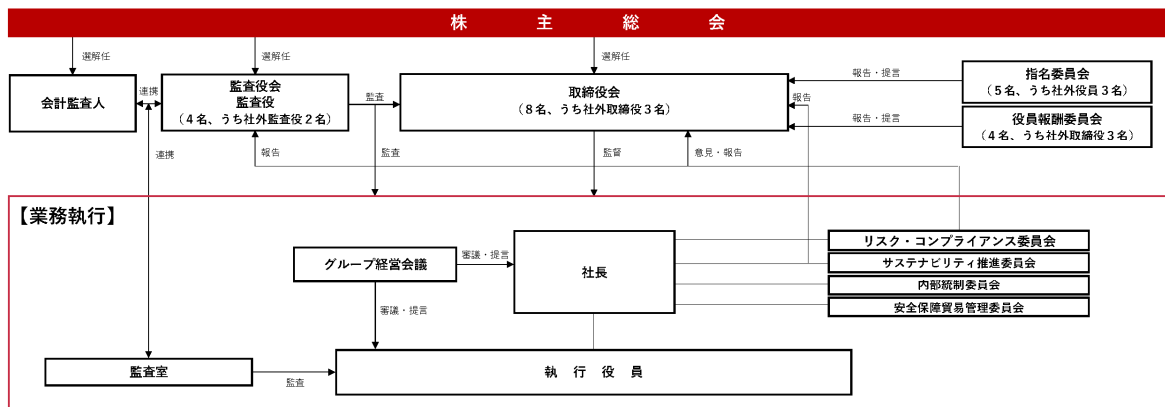 株主総会
選解任
選解任
選解任
会計監査人
連携
監査役会
監査役
（4名、うち社外監査役2名）
監査
取締役会
（8名、うち社外取締役3名）
報告・提言
報告
報告・提言
指名委員会
（5名、うち社外役員3名）
役員報酬委員会
（4名、うち社外取締役3名）
連携
報告
監査
監督
意見・報告
【業務執行】
グループ経営会議
審議・提言
社長
リスク・コンプライアンス委員会
サステナビリティ推進委員会
内部統制委員会
安全保障貿易管理委員会
審議・提言
監査室
監査
執行役員